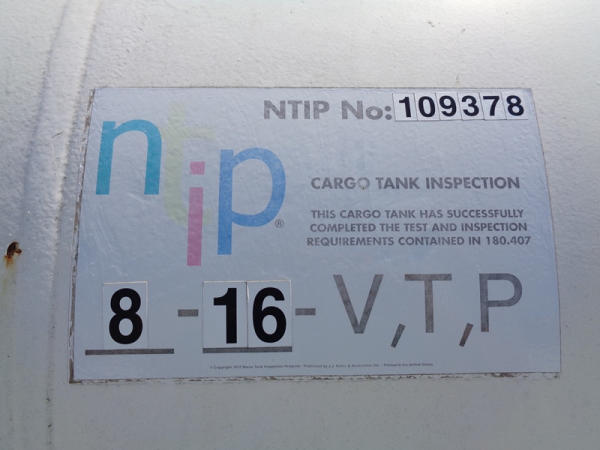 NTIP No: 109378
ntip®
CARGO TANK INSPECTION
THIS CARGO TANK HAS SUCCESSFULLY
COMPLETED THE TEST AND INSPECTION
REQUIREMENTS CONTAINED IN 180.407
8 - 16 - V,T,P